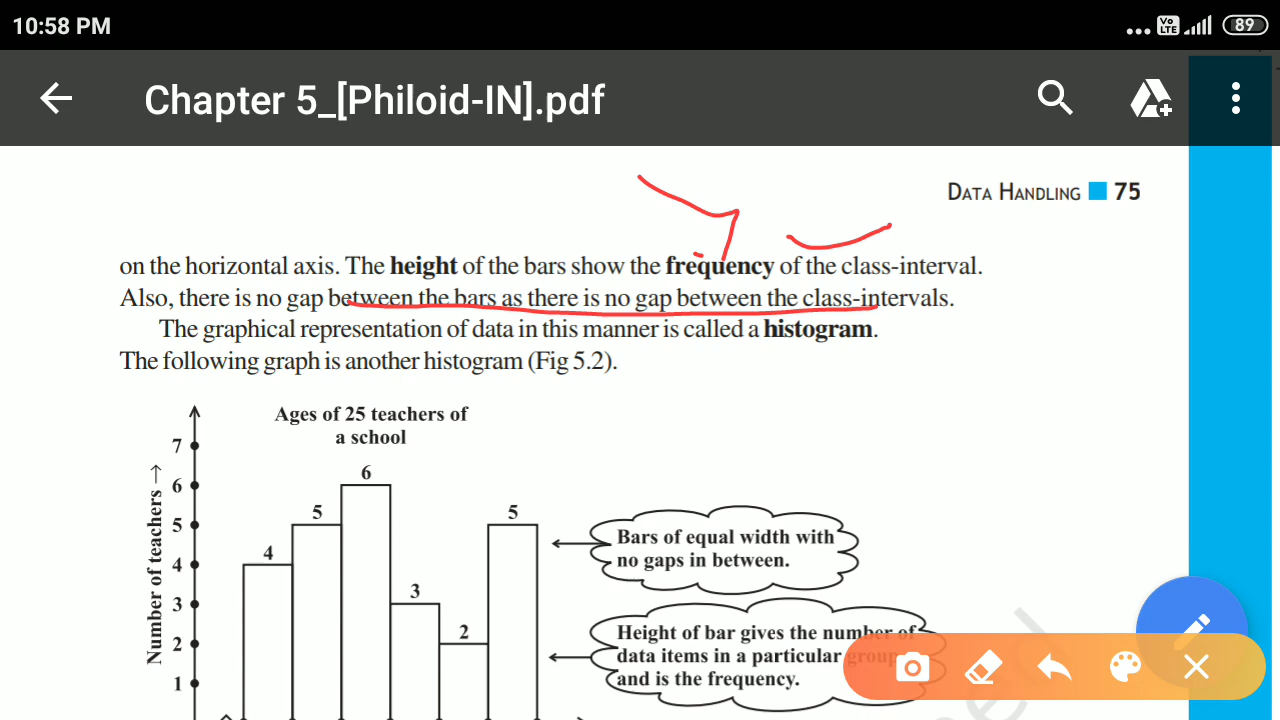 10:58 PM
Vo LTE
89
Chapter 5_[Philoid-IN].pdf
DATA HANDLING 75
on the horizontal axis. The height of the bars show the frequency of the class-interval.
Also, there is no gap between the bars as there is no gap between the class-intervals.
The graphical representation of data in this manner is called a histogram.
The following graph is another histogram (Fig 5.2).
Ages of 25 teachers of
a school
Number of teachers →
7
6
5
4
3
2
1
4
5
6
3
2
5
Bars of equal width with
no gaps in between.
Height of bar gives the number of
data items in a particular group
and is the frequency.